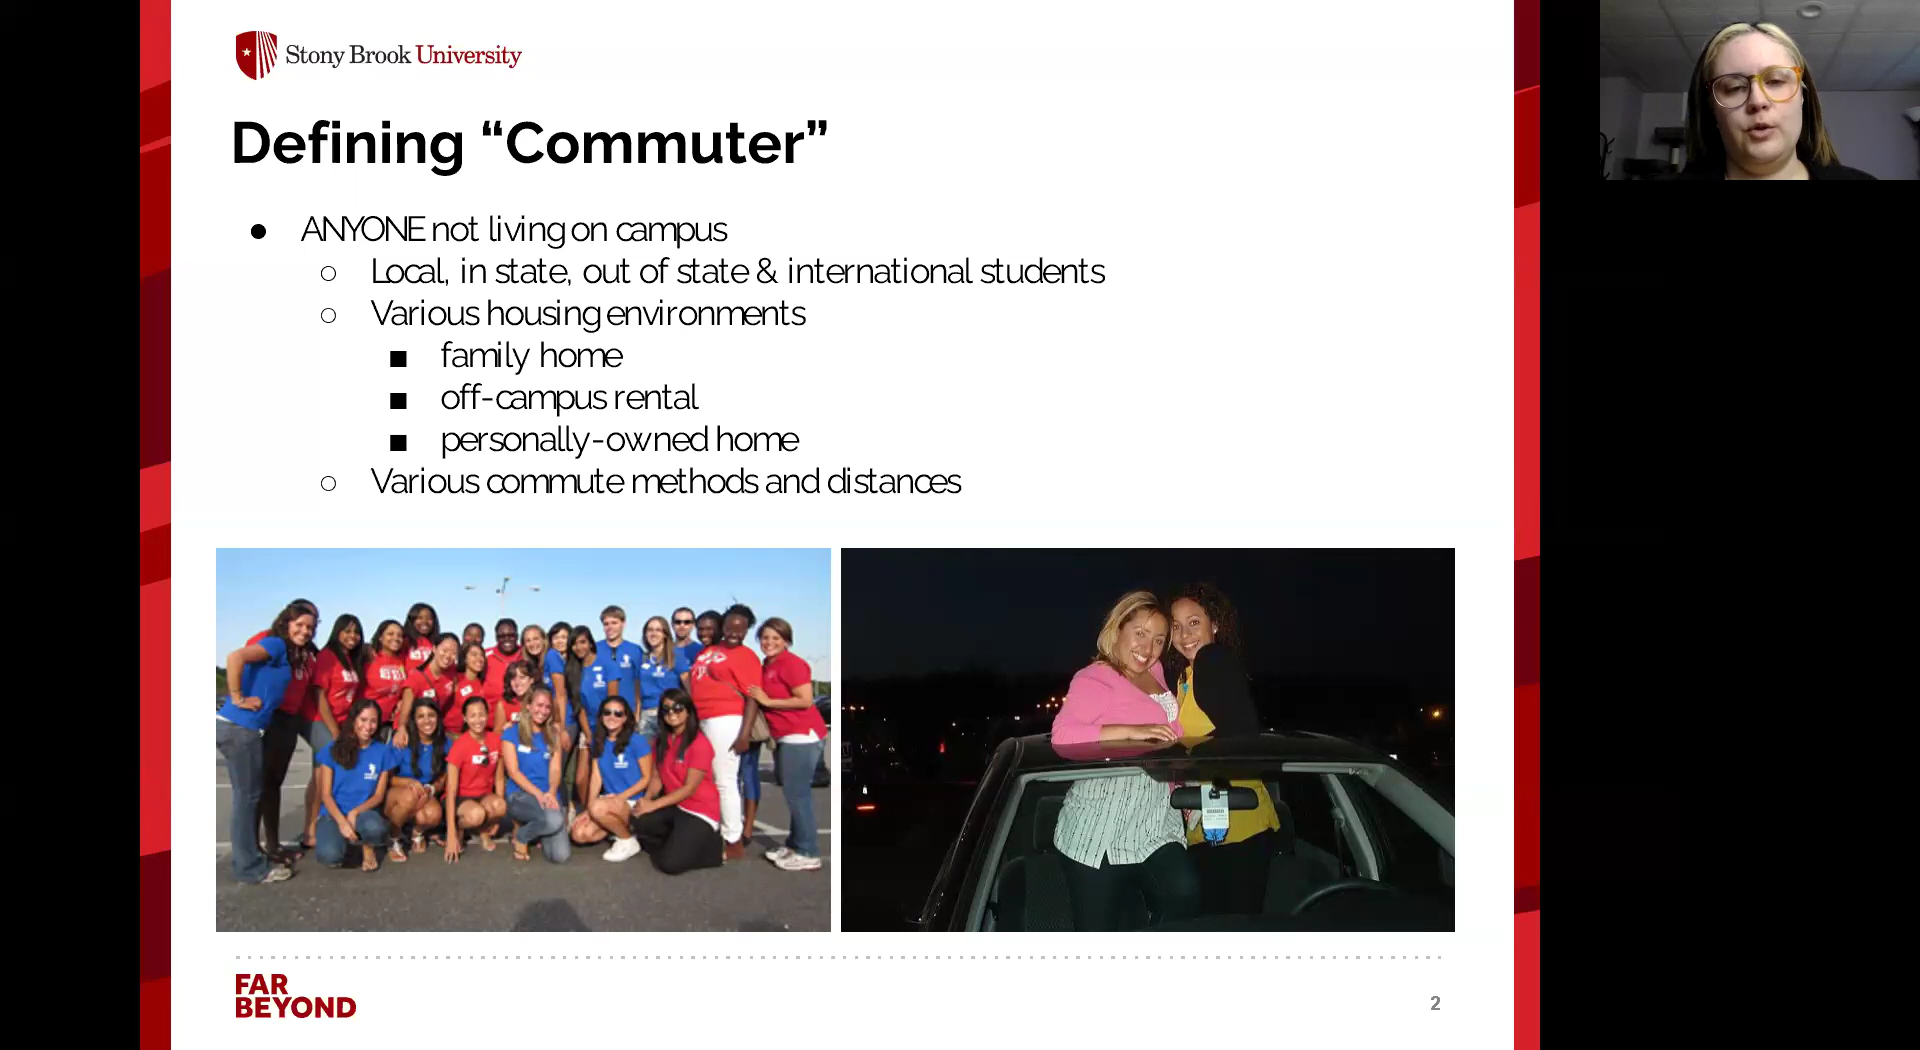 Stony Brook University
Defining “Commuter”
● ANYONE not living on campus
○ Local, in state, out of state & international students
○ Various housing environments
■ family home
■ off-campus rental
■ personally-owned home
○ Various commute methods and distances
FAR
BEYOND
2